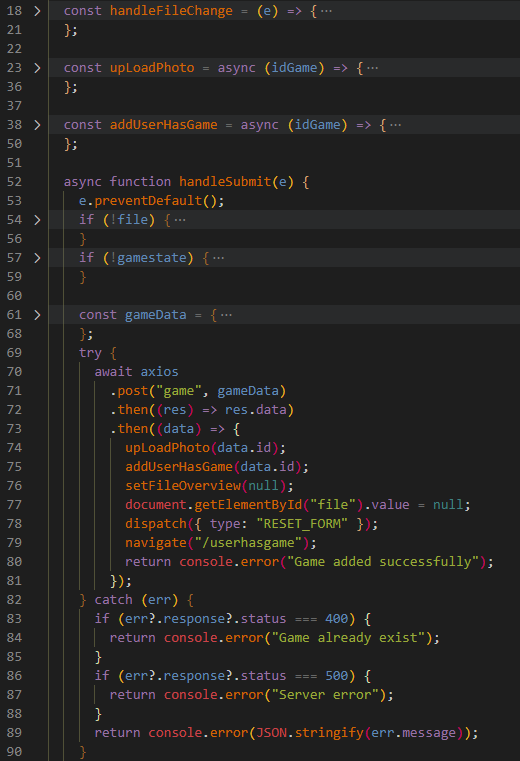 18 > const handleFileChange = (e) => { ···
21 };
22
23 > const upLoadPhoto = async (idGame) => { ···
36 };
37
38 > const addUserHasGame = async (idGame) => { ···
50 };
51
52 async function handleSubmit(e) {
53 e.preventDefault();
54 > if (!file) { ···
56 }
57 > if (!gamestate) { ···
59 }
60
61 > const gameData = { ···
68 };
69 try {
70 await axios
71 .post("game", gameData)
72 .then((res) => res.data)
73 .then((data) => {
74 upLoadPhoto(data.id);
75 addUserHasGame(data.id);
76 setFileOverview(null);
77 document.getElementById("file").value = null;
78 dispatch({ type: "RESET_FORM" });
79 navigate("/userhasgame");
80 return console.error("Game added successfully");
81 });
82 } catch (err) {
83 if (err?.response?.status === 400) {
84 return console.error("Game already exist");
85 }
86 if (err?.response?.status === 500) {
87 return console.error("Server error");
88 }
89 return console.error(JSON.stringify(err.message));
90 }